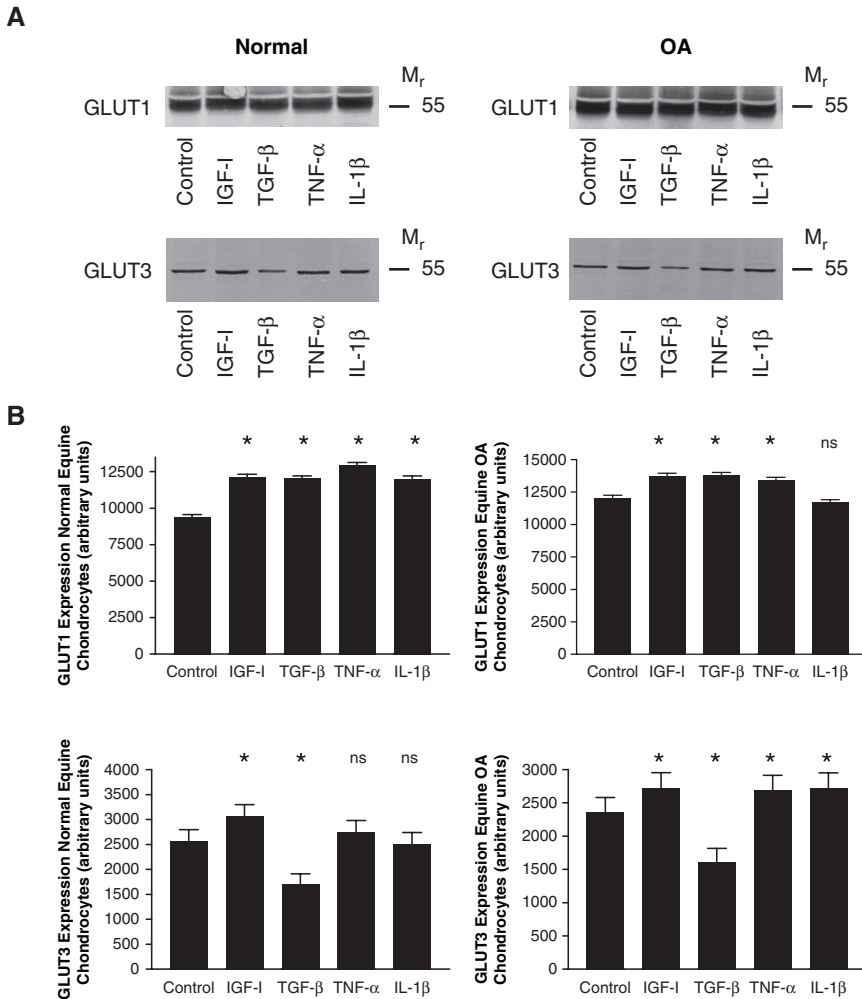 A
Normal
OA
GLUT1
Mr
55
GLUT1
Mr
55
Control
IGF-I
TGF-β
TNF-α
IL-1β
Control
IGF-I
TGF-β
TNF-α
IL-1β
GLUT3
Mr
55
GLUT3
Mr
55
Control
IGF-I
TGF-β
TNF-α
IL-1β
Control
IGF-I
TGF-β
TNF-α
IL-1β
B
GLUT1 Expression Normal Equine
Chondrocytes (arbitrary units)
* * * *
12500
10000
7500
5000
2500
0
Control IGF-I TGF-β TNF-α IL-1β
GLUT1 Expression Equine OA
Chondrocytes (arbitrary units)
* * * ns
15000
12500
10000
7500
5000
2500
0
Control IGF-I TGF-β TNF-α IL-1β
GLUT3 Expression Normal Equine
Chondrocytes (arbitrary units)
* * ns ns
4000
3500
3000
2500
2000
1500
1000
500
0
Control IGF-I TGF-β TNF-α IL-1β
GLUT3 Expression Equine OA
Chondrocytes (arbitrary units)
* * * *
3000
2500
2000
1500
1000
500
0
Control IGF-I TGF-β TNF-α IL-1β